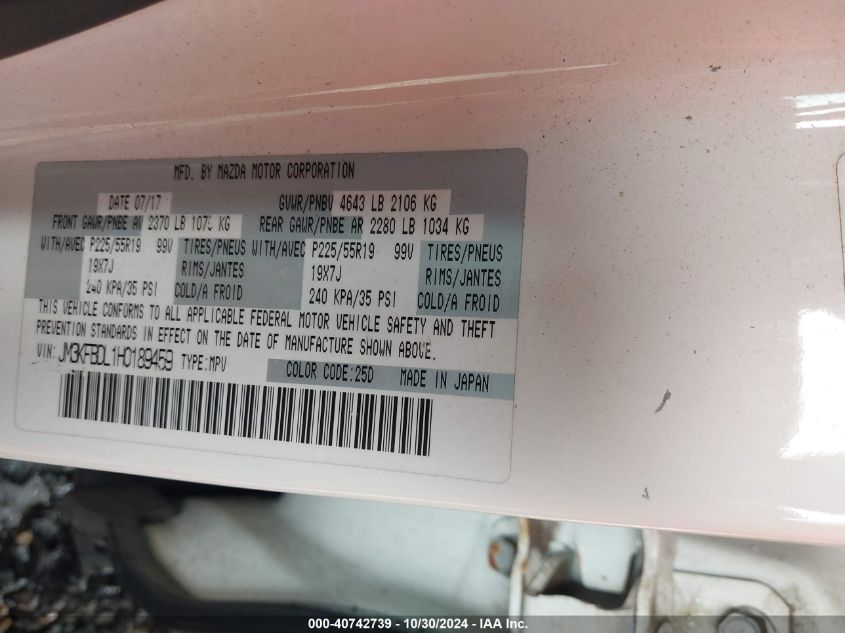 MFD. BY MAZDA MOTOR CORPORATION
DATE 07/17 GVWR/PNBV 4643 LB 2106 KG
FRONT GAWR/PNBE AV 2370 LB 1075 KG REAR GAWR/PNBE AR 2280 LB 1034 KG
WITH/AVEC P225/55R19 99V TIRES/PNEUS WITH/AVEC P225/55R19 99V TIRES/PNEUS
19X7J RIMS/JANTES 19X7J RIMS/JANTES
240 KPA/35 PSI COLD/A FROID 240 KPA/35 PSI COLD/A FROID
THIS VEHICLE CONFORMS TO ALL APPLICABLE FEDERAL MOTOR VEHICLE SAFETY AND THEFT
PREVENTION STANDARDS IN EFFECT ON THE DATE OF MANUFACTURE SHOWN ABOVE.
VIN: JM3KFBDL1H0189459 TYPE:MPV
COLOR CODE:25D MADE IN JAPAN
000-40742739 - 10/30/2024 - IAA Inc.